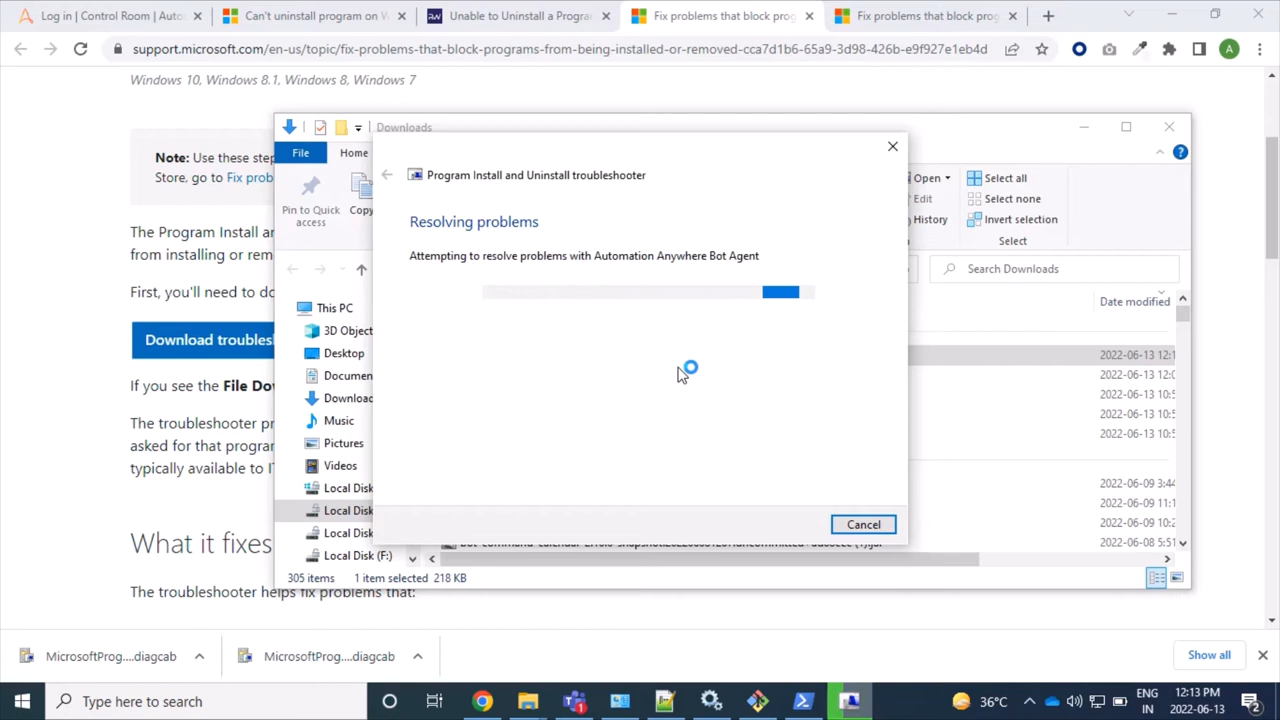 Log in | Control Room | Auto
Can't uninstall program on W
Unable to Uninstall a Progra
Fix problems that block prog
Fix problems that block prog
support.microsoft.com/en-us/topic/fix-problems-that-block-programs-from-being-installed-or-removed-cca7d1b6-65a9-3d98-426b-e9f927e1eb4d
A
Windows 10, Windows 8.1, Windows 8, Windows 7
Downloads
Note: Use these step
Store, go to Fix prob
File
Home
Pin to Quick
access
Copy
Open
Edit
History
Select all
Select none
Invert selection
Select
Program Install and Uninstall troubleshooter
Resolving problems
Attempting to resolve problems with Automation Anywhere Bot Agent
Cancel
The Program Install an
from installing or rem
First, you'll need to do
Download troubles
If you see the File Dov
The troubleshooter pr
asked for that program
typically available to IT
What it fixes
The troubleshooter helps fix problems that:
Search Downloads
Date modified
This PC
3D Object
Desktop
Documen
Download
Music
Pictures
Videos
Local Disk
Local Disk
Local Disk
Local Disk (F:)
2022-06-13 12:1
2022-06-13 12:0
2022-06-13 10:5
2022-06-13 10:5
2022-06-13 10:5
2022-06-09 3:44
2022-06-09 11:1
2022-06-09 10:2
2022-06-08 5:51
305 items
1 item selected 218 KB
MicrosoftProg....diagcab
MicrosoftProg....diagcab
Show all
Type here to search
36°C
ENG
IN
12:13 PM
2022-06-13
1
2